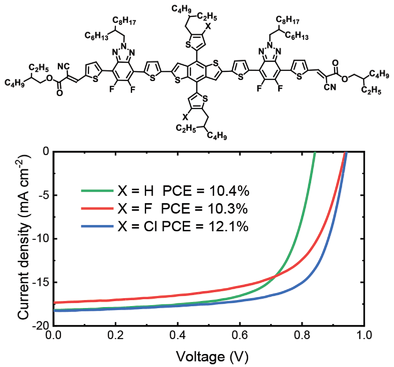 C₄H₉
C₈H₁₇ C₂H₅ X C₈H₁₇
C₆H₁₃ S C₆H₁₃
C₂H₅ N N N S N N N C₂H₅
C₄H₉ O NC S S S S O C₄H₉
O F F S F F CN O
S
X
C₂H₅ C₄H₉
Current density (mA cm⁻²)
0
-5
-10
-15
-20
X = H PCE = 10.4%
X = F PCE = 10.3%
X = Cl PCE = 12.1%
0.0 0.2 0.4 0.6 0.8 1.0
Voltage (V)